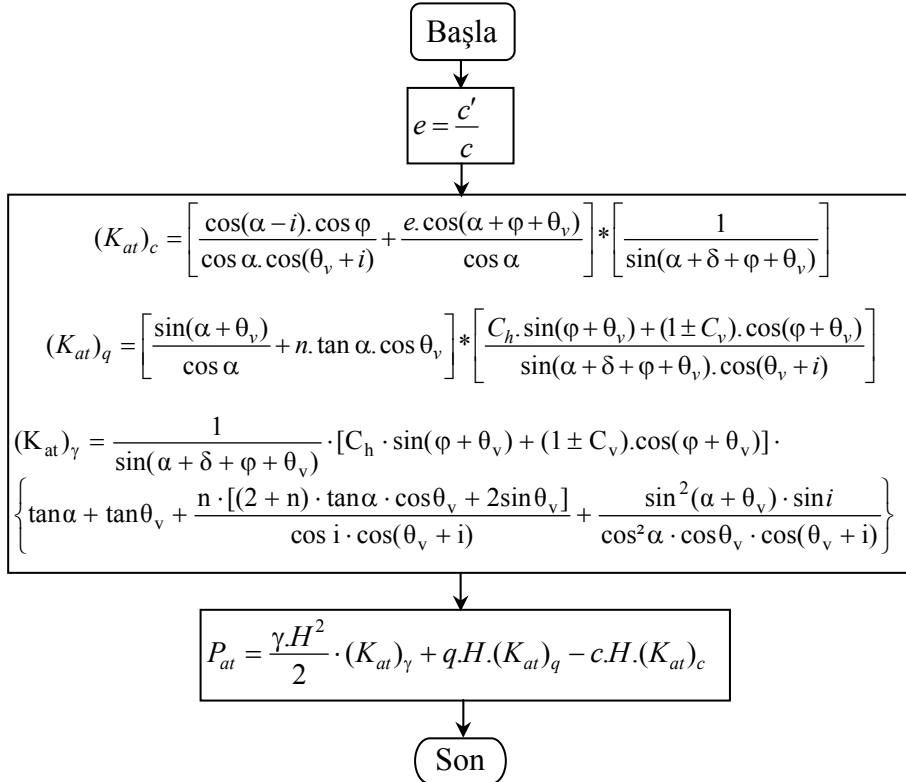 Başla
e = c′/c
(K_at)_c = [cos(α − i).cos φ / cos α.cos(θ_v + i) + e.cos(α + φ + θ_v) / cos α] * [1 / sin(α + δ + φ + θ_v)]
(K_at)_q = [sin(α + θ_v) / cos α + n.tan α.cos θ_v] * [C_h.sin(φ + θ_v) + (1 ± C_v).cos(φ + θ_v) / sin(α + δ + φ + θ_v).cos(θ_v + i)]
(K_at)_γ = 1 / sin(α + δ + φ + θ_v) · [C_h · sin(φ + θ_v) + (1 ± C_v).cos(φ + θ_v)] ·
{tanα + tanθ_v + n · [(2 + n) · tanα · cosθ_v + 2sinθ_v] / cos i · cos(θ_v + i) + sin²(α + θ_v) · sin i / cos²α · cosθ_v · cos(θ_v + i)}
P_at = γ.H² / 2 · (K_at)_γ + q.H.(K_at)_q − c.H.(K_at)_c
Son